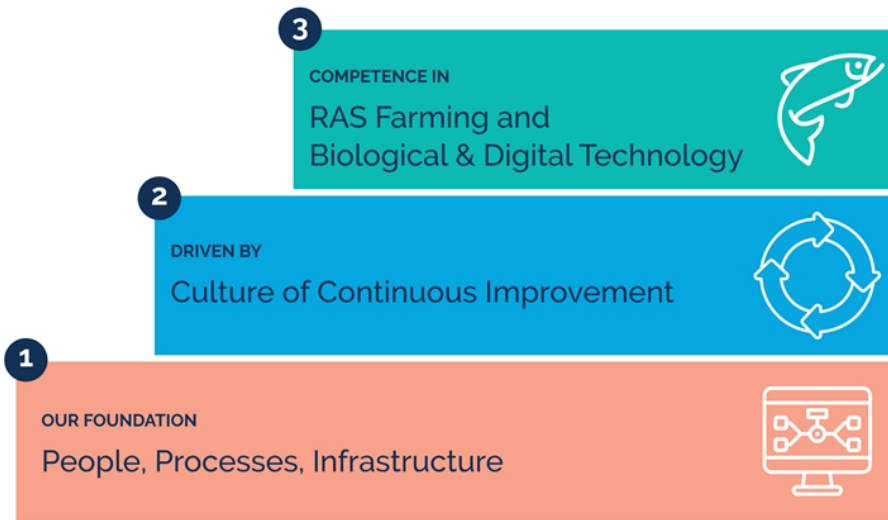 3
COMPETENCE IN
RAS Farming and
Biological & Digital Technology
2
DRIVEN BY
Culture of Continuous Improvement
1
OUR FOUNDATION
People, Processes, Infrastructure